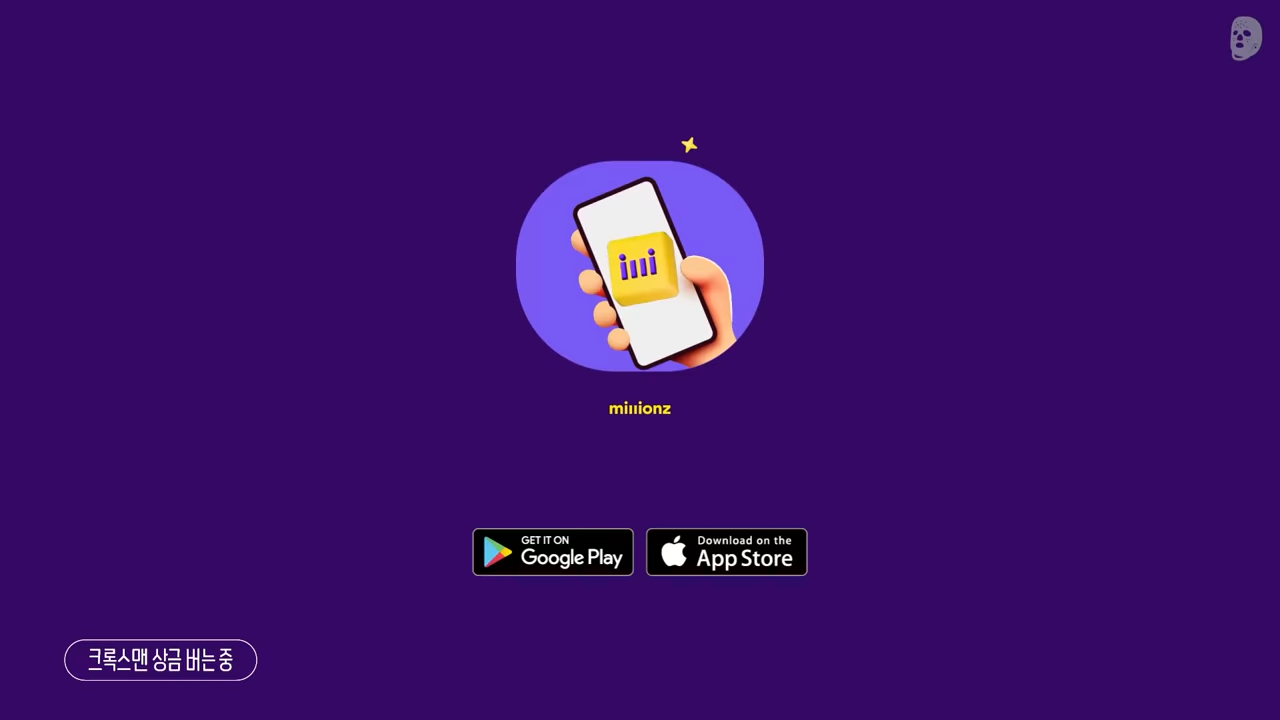 millionz
GET IT ON
Google Play
Download on the
App Store
크록스맨 상금 버는 중